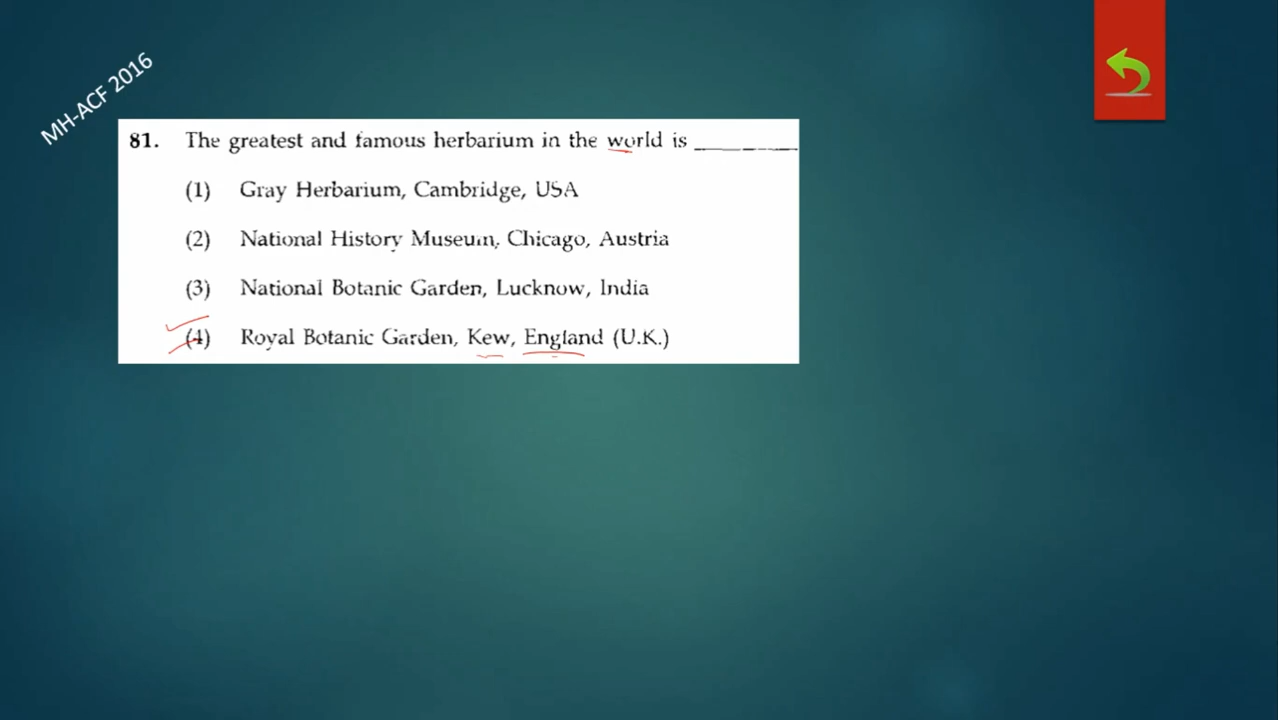 MH-ACF 2016
81. The greatest and famous herbarium in the world is ________
(1) Gray Herbarium, Cambridge, USA
(2) National History Museum, Chicago, Austria
(3) National Botanic Garden, Lucknow, India
(4) Royal Botanic Garden, Kew, England (U.K.)